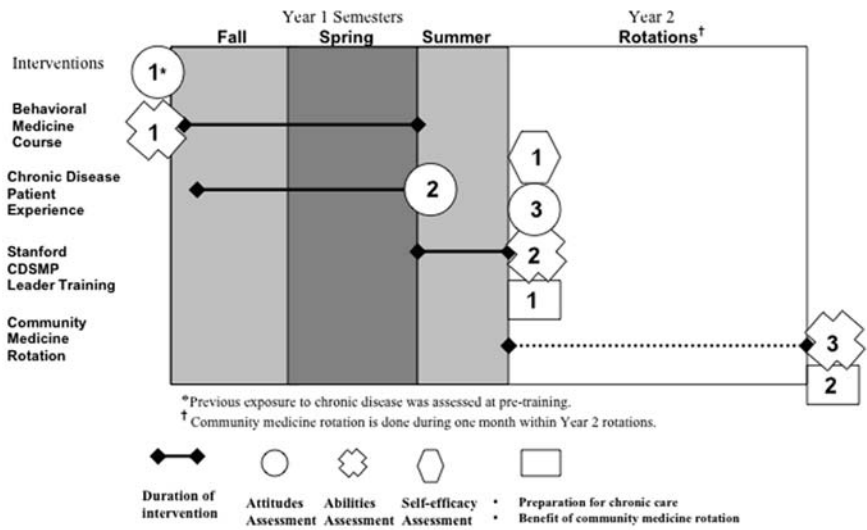 Year 1 Semesters Year 2
Fall Spring Summer Rotations†
Interventions
1*
Behavioral
Medicine
Course
1
1
Chronic Disease
Patient
Experience
2
3
Stanford
CDSMP
Leader Training
2
1
Community
Medicine
Rotation
3
2
*Previous exposure to chronic disease was assessed at pre-training.
† Community medicine rotation is done during one month within Year 2 rotations.
Duration of
intervention
Attitudes
Assessment
Abilities
Assessment
Self-efficacy
Assessment
• Preparation for chronic care
• Benefit of community medicine rotation